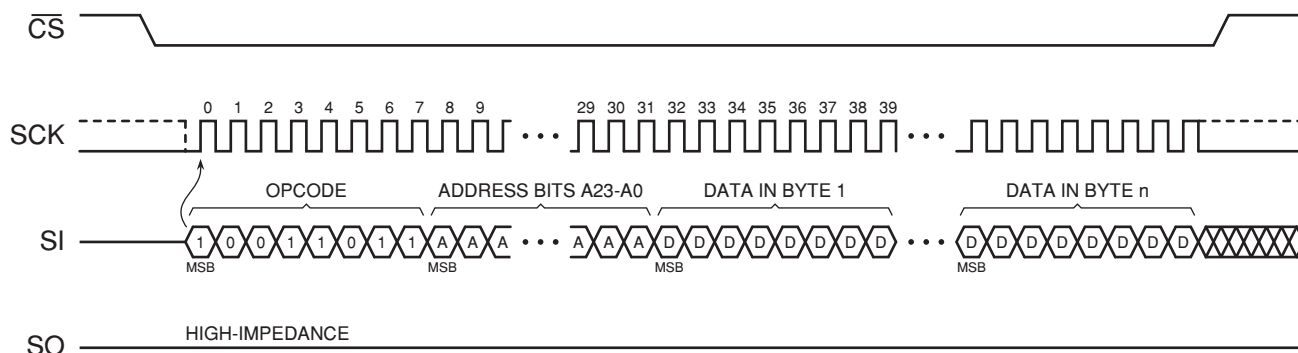 CS
0 1 2 3 4 5 6 7 8 9 29 30 31 32 33 34 35 36 37 38 39
SCK
OPCODE ADDRESS BITS A23-A0 DATA IN BYTE 1 DATA IN BYTE n
SI 1 0 0 1 1 0 1 1 A A A A A A D D D D D D D D D D D D D D D D
MSB MSB MSB MSB
HIGH-IMPEDANCE
SO